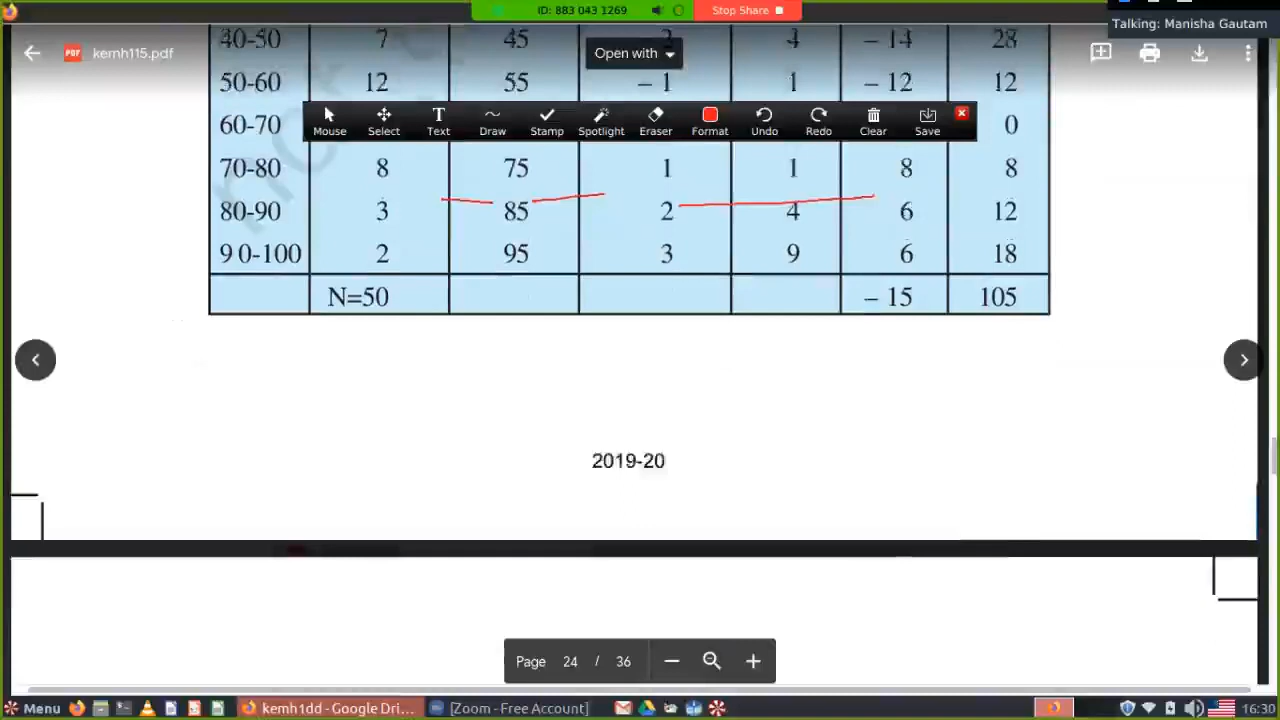 ID: 883 043 1269 Stop Share
Talking: Manisha Gautam
kemh115.pdf Open with
40-50 7 45 – 2 4 – 14 28
50-60 12 55 – 1 1 – 12 12
Mouse Select Text Draw Stamp Spotlight Eraser Format Undo Redo Clear Save
60-70 0
70-80 8 75 1 1 8 8
80-90 3 85 2 4 6 12
90-100 2 95 3 9 6 18
N=50 – 15 105
2019-20
Page 24 / 36
Menu kemh1dd - Google Dri... [Zoom - Free Account] 16:30